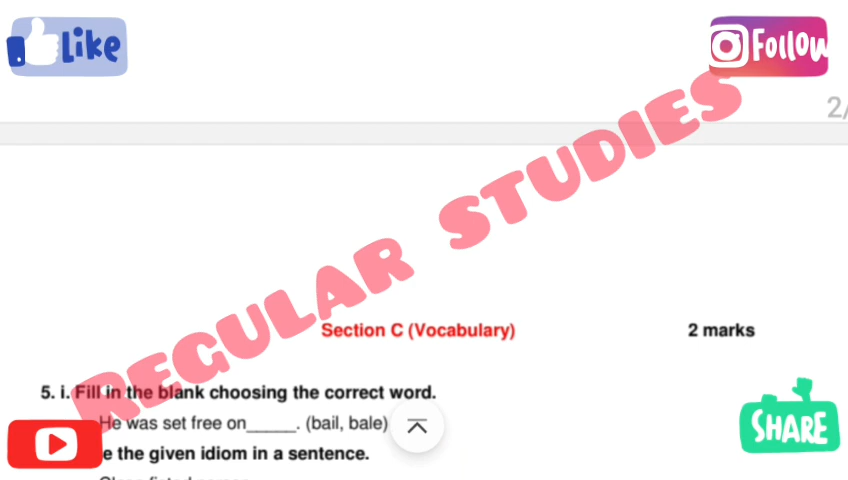 Like
Follow
2/
REGULAR STUDIES
Section C (Vocabulary) 2 marks
5. i. Fill in the blank choosing the correct word.
He was set free on_____. (bail, bale)
SHARE
e the given idiom in a sentence.